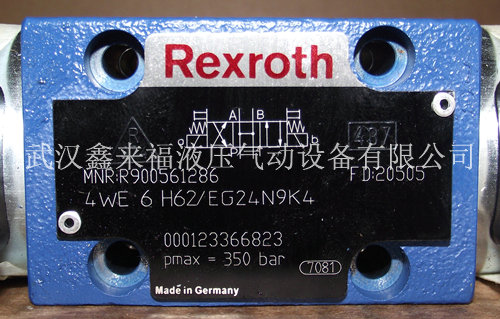 Rexroth
A B
R
437
a
b
P T
武汉鑫来福液压气动设备有限公司
MNR:R900561286 FD:20505
4WE 6 H62/EG24N9K4
000123366823
pmax = 350 bar
7081
Made in Germany